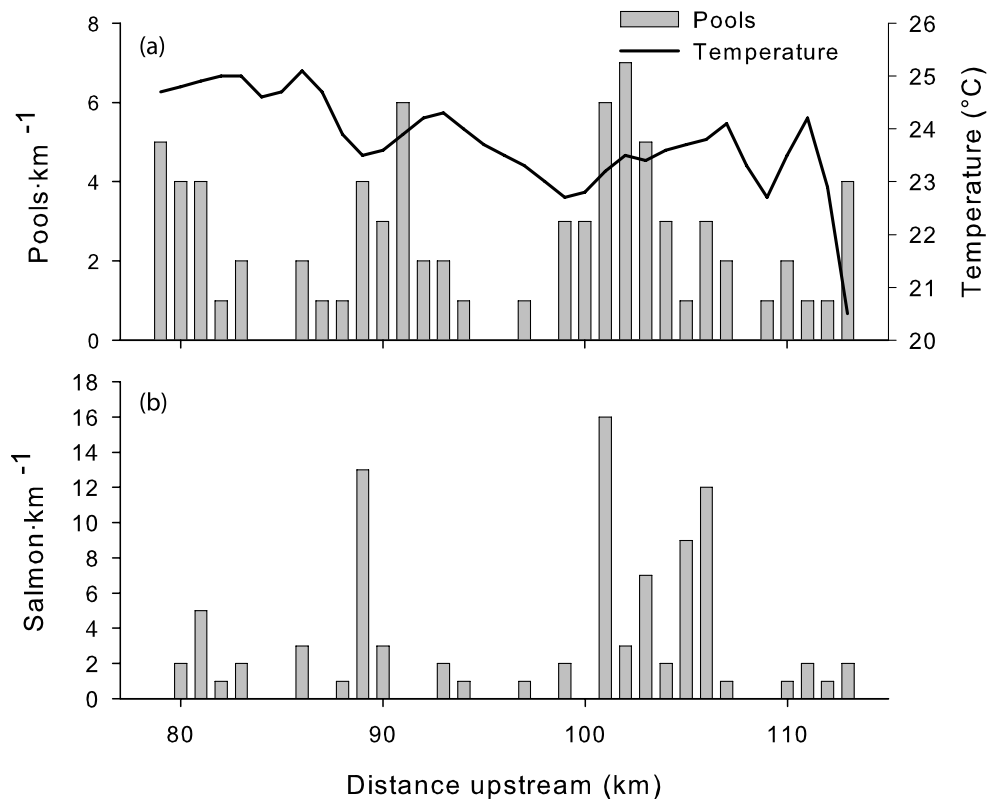 Pools
Temperature
(a)
8
6
4
2
0
Pools·km -1
26
25
24
23
22
21
20
Temperature (°C)
(b)
18
16
14
12
10
8
6
4
2
0
Salmon·km -1
80 90 100 110
Distance upstream (km)